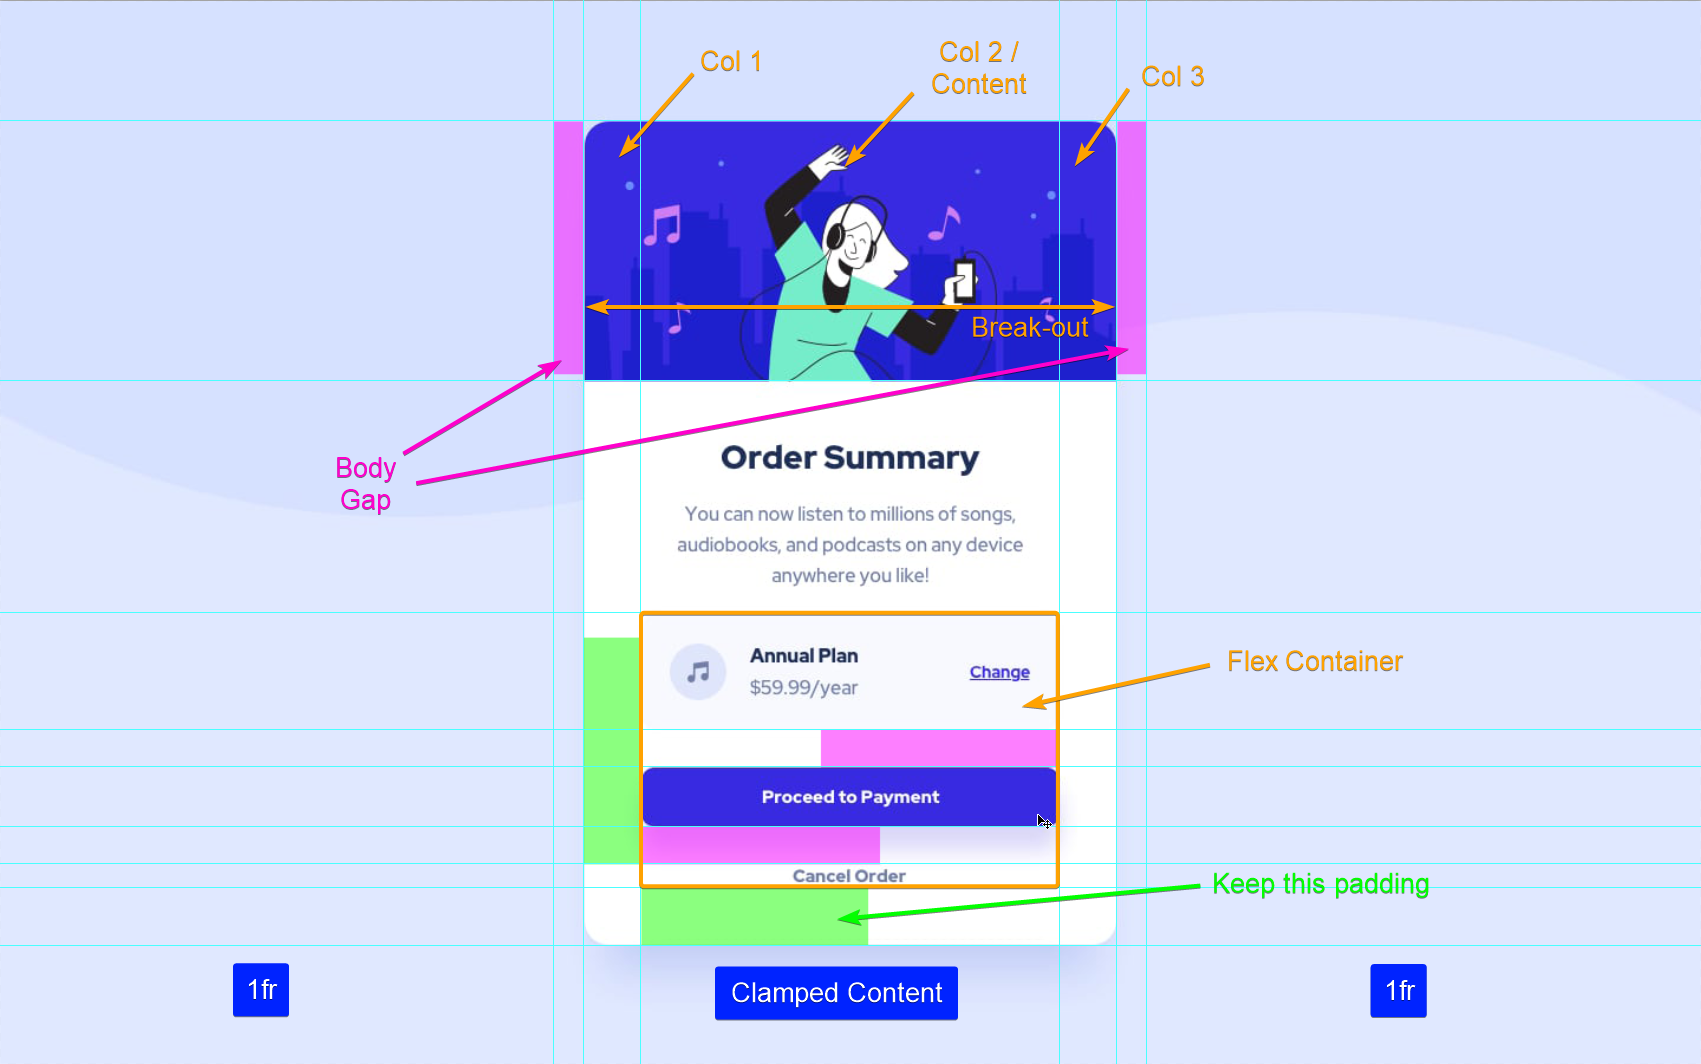 Col 1
Col 2 /
Content
Col 3
Break-out
Body
Gap
Order Summary
You can now listen to millions of songs,
audiobooks, and podcasts on any device
anywhere you like!
Annual Plan
$59.99/year
Change
Flex Container
Proceed to Payment
Cancel Order
Keep this padding
1fr
Clamped Content
1fr